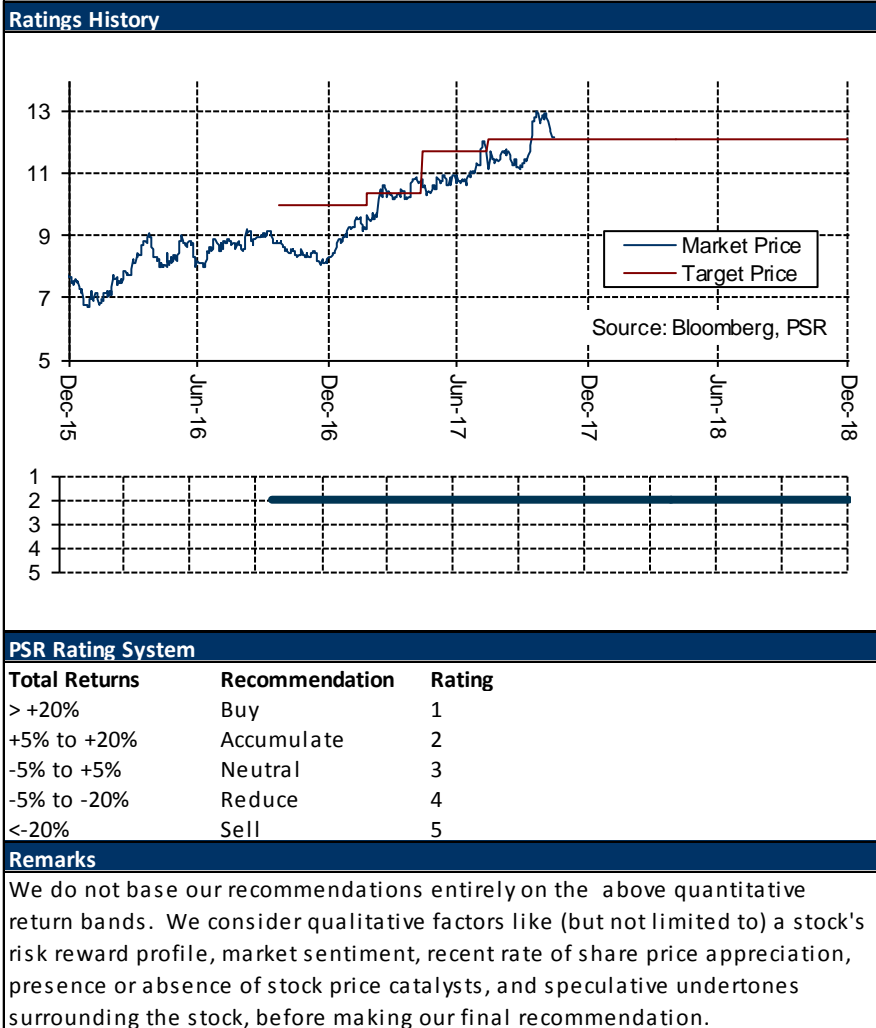 Ratings History
13
11
9
7
5
Market Price
Target Price
Source: Bloomberg, PSR
Dec-15
Jun-16
Dec-16
Jun-17
Dec-17
Jun-18
Dec-18
1
2
3
4
5
PSR Rating System
Total Returns Recommendation Rating
> +20% Buy 1
+5% to +20% Accumulate 2
-5% to +5% Neutral 3
-5% to -20% Reduce 4
<-20% Sell 5
Remarks
We do not base our recommendations entirely on the above quantitative
return bands. We consider qualitative factors like (but not limited to) a stock's
risk reward profile, market sentiment, recent rate of share price appreciation,
presence or absence of stock price catalysts, and speculative undertones
surrounding the stock, before making our final recommendation.